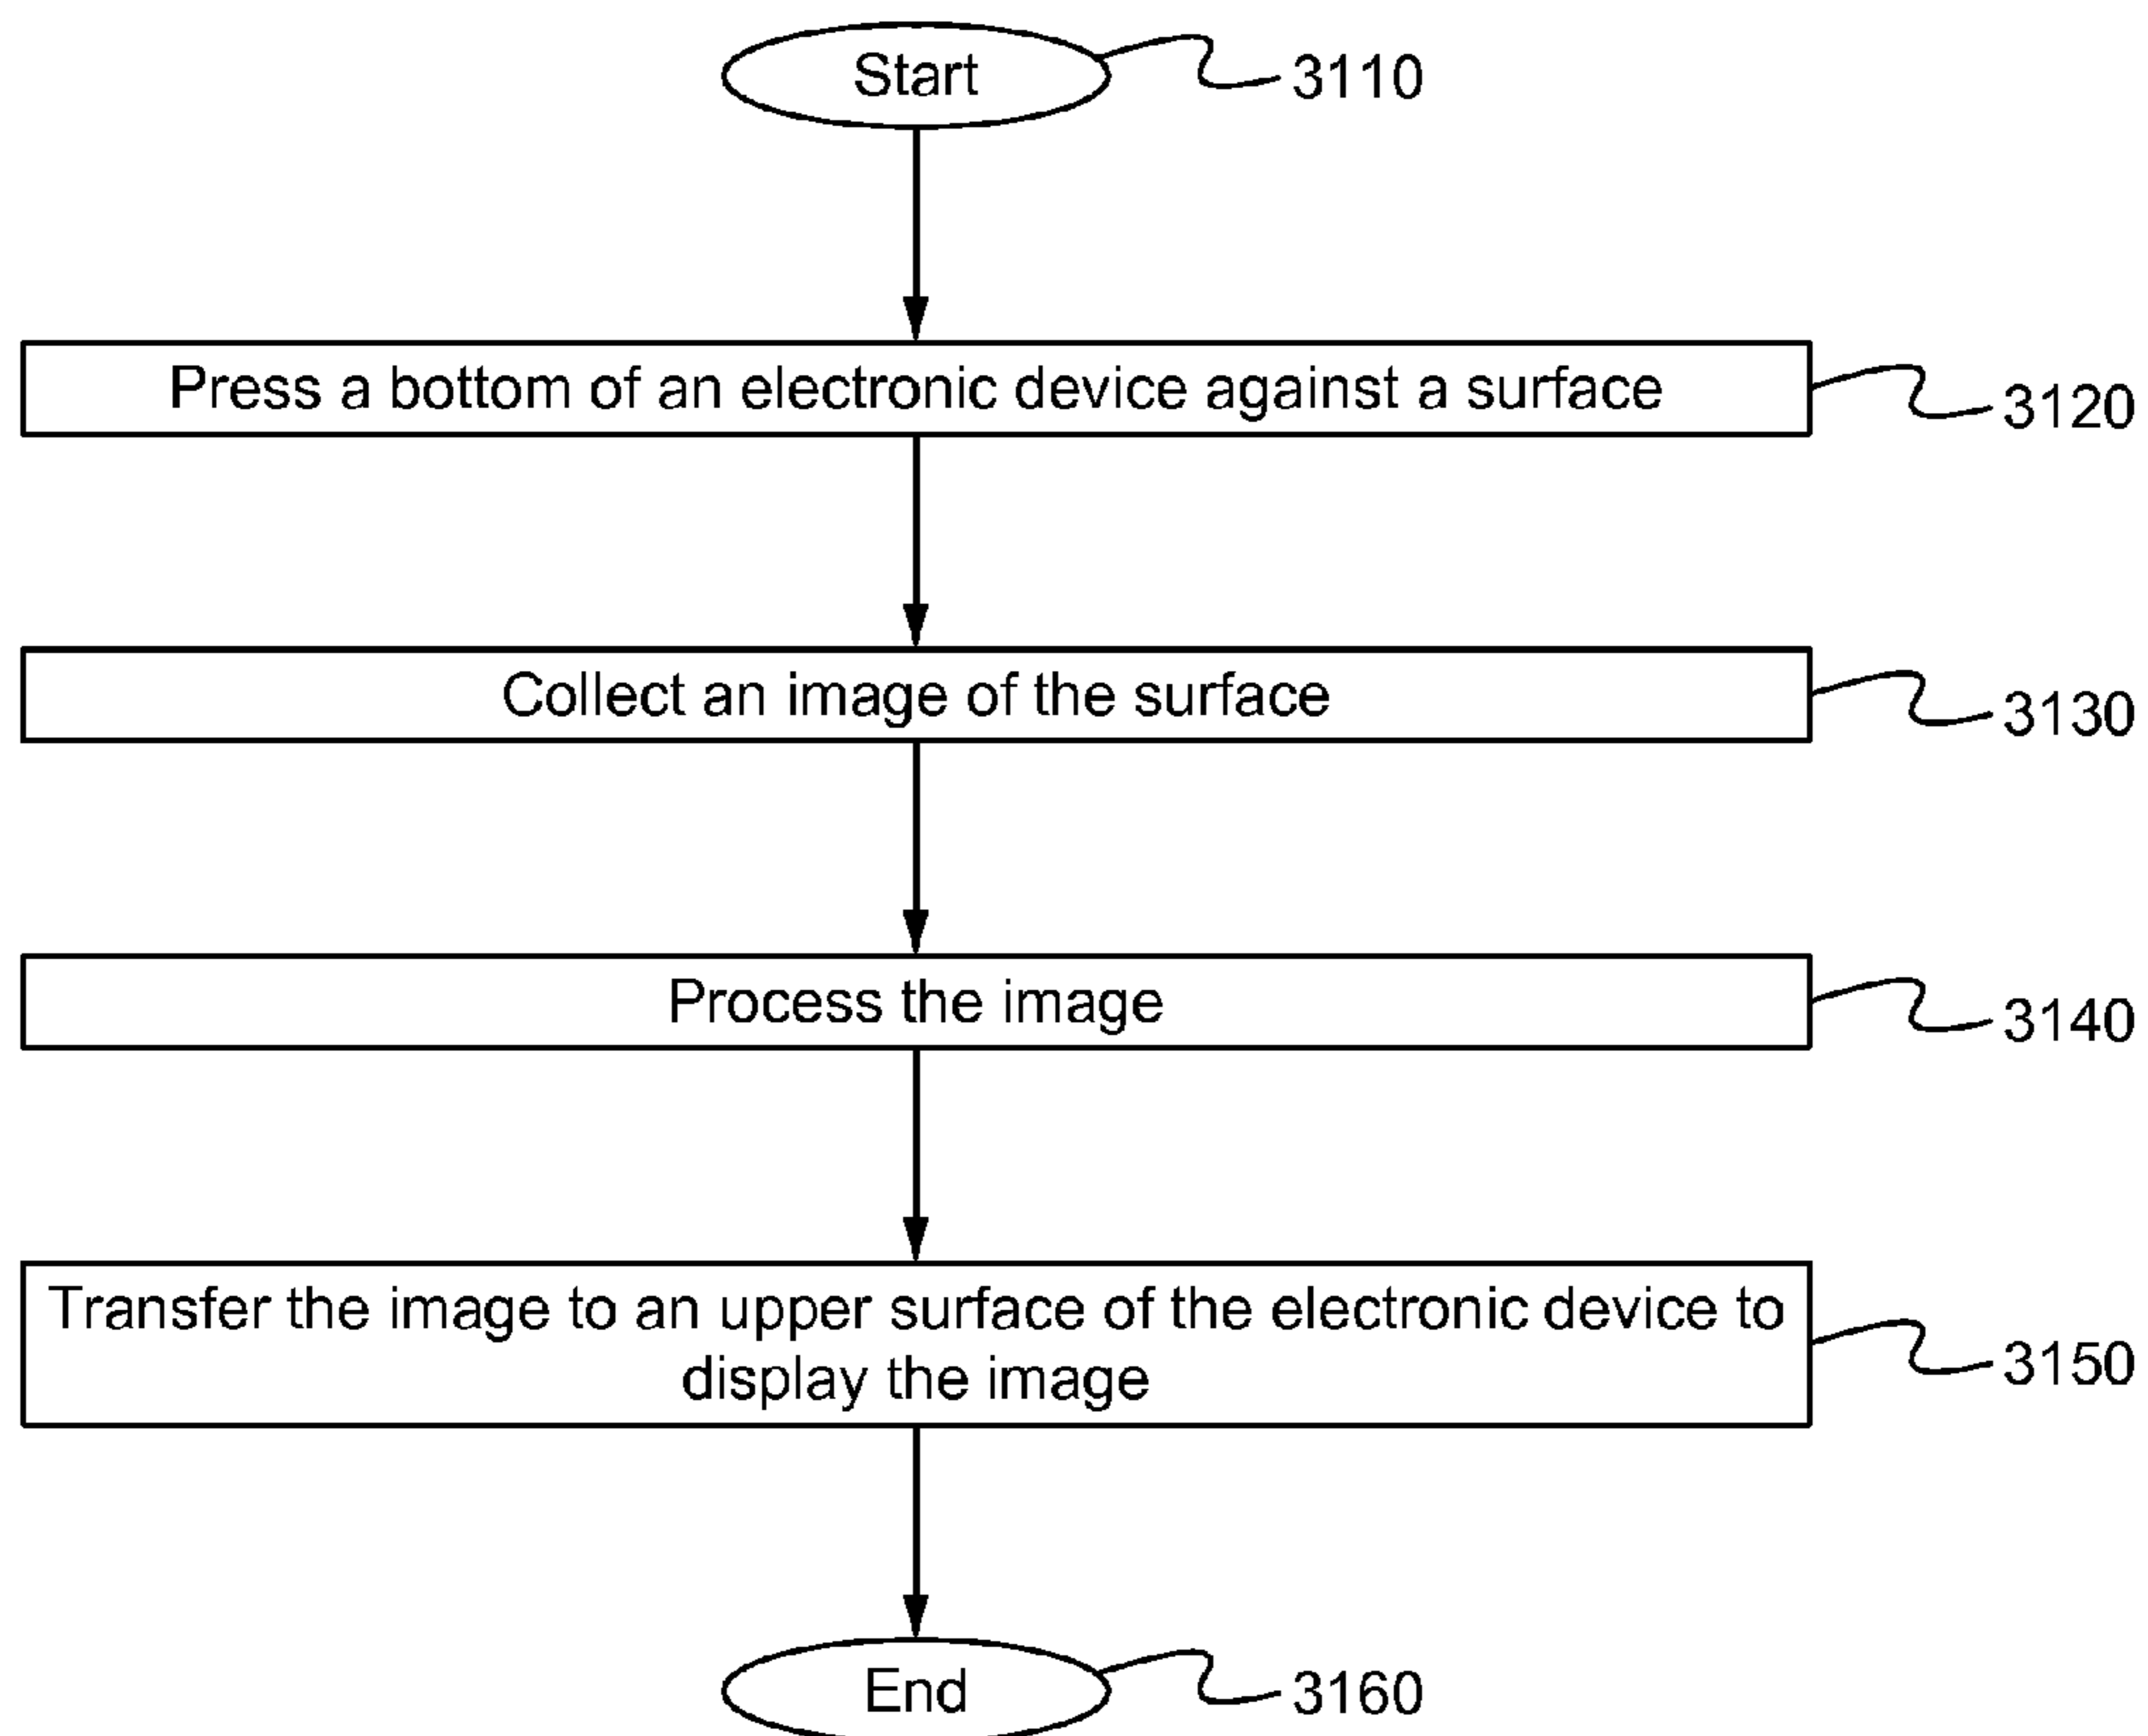 Start
3110
Press a bottom of an electronic device against a surface
3120
Collect an image of the surface
3130
Process the image
3140
Transfer the image to an upper surface of the electronic device to
display the image
3150
End
3160